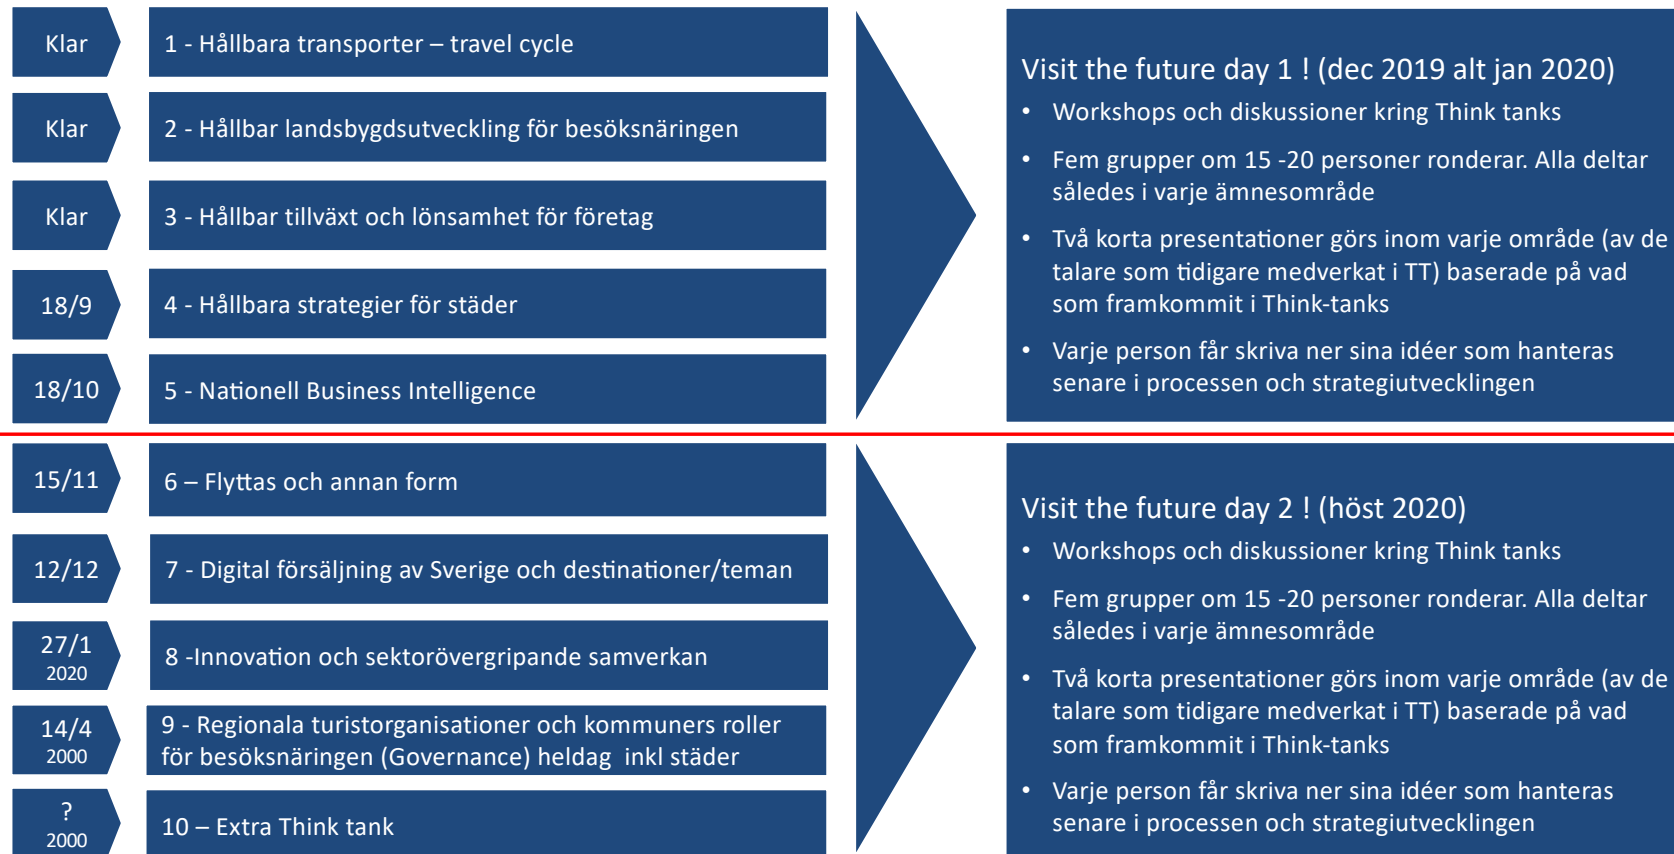 Klar
1 - Hållbara transporter – travel cycle
Klar
2 - Hållbar landsbygdsutveckling för besöksnäringen
Klar
3 - Hållbar tillväxt och lönsamhet för företag
18/9
4 - Hållbara strategier för städer
18/10
5 - Nationell Business Intelligence
Visit the future day 1 ! (dec 2019 alt jan 2020)
• Workshops och diskussioner kring Think tanks
• Fem grupper om 15 -20 personer ronderar. Alla deltar
således i varje ämnesområde
• Två korta presentationer görs inom varje område (av de
talare som tidigare medverkat i TT) baserade på vad
som framkommit i Think-tanks
• Varje person får skriva ner sina idéer som hanteras
senare i processen och strategiutvecklingen
15/11
6 – Flyttas och annan form
12/12
7 - Digital försäljning av Sverige och destinationer/teman
27/1
2020
8 -Innovation och sektorövergripande samverkan
14/4
2000
9 - Regionala turistorganisationer och kommuners roller
för besöksnäringen (Governance) heldag  inkl städer
?
2000
10 – Extra Think tank
Visit the future day 2 ! (höst 2020)
• Workshops och diskussioner kring Think tanks
• Fem grupper om 15 -20 personer ronderar. Alla deltar
således i varje ämnesområde
• Två korta presentationer görs inom varje område (av de
talare som tidigare medverkat i TT) baserade på vad
som framkommit i Think-tanks
• Varje person får skriva ner sina idéer som hanteras
senare i processen och strategiutvecklingen